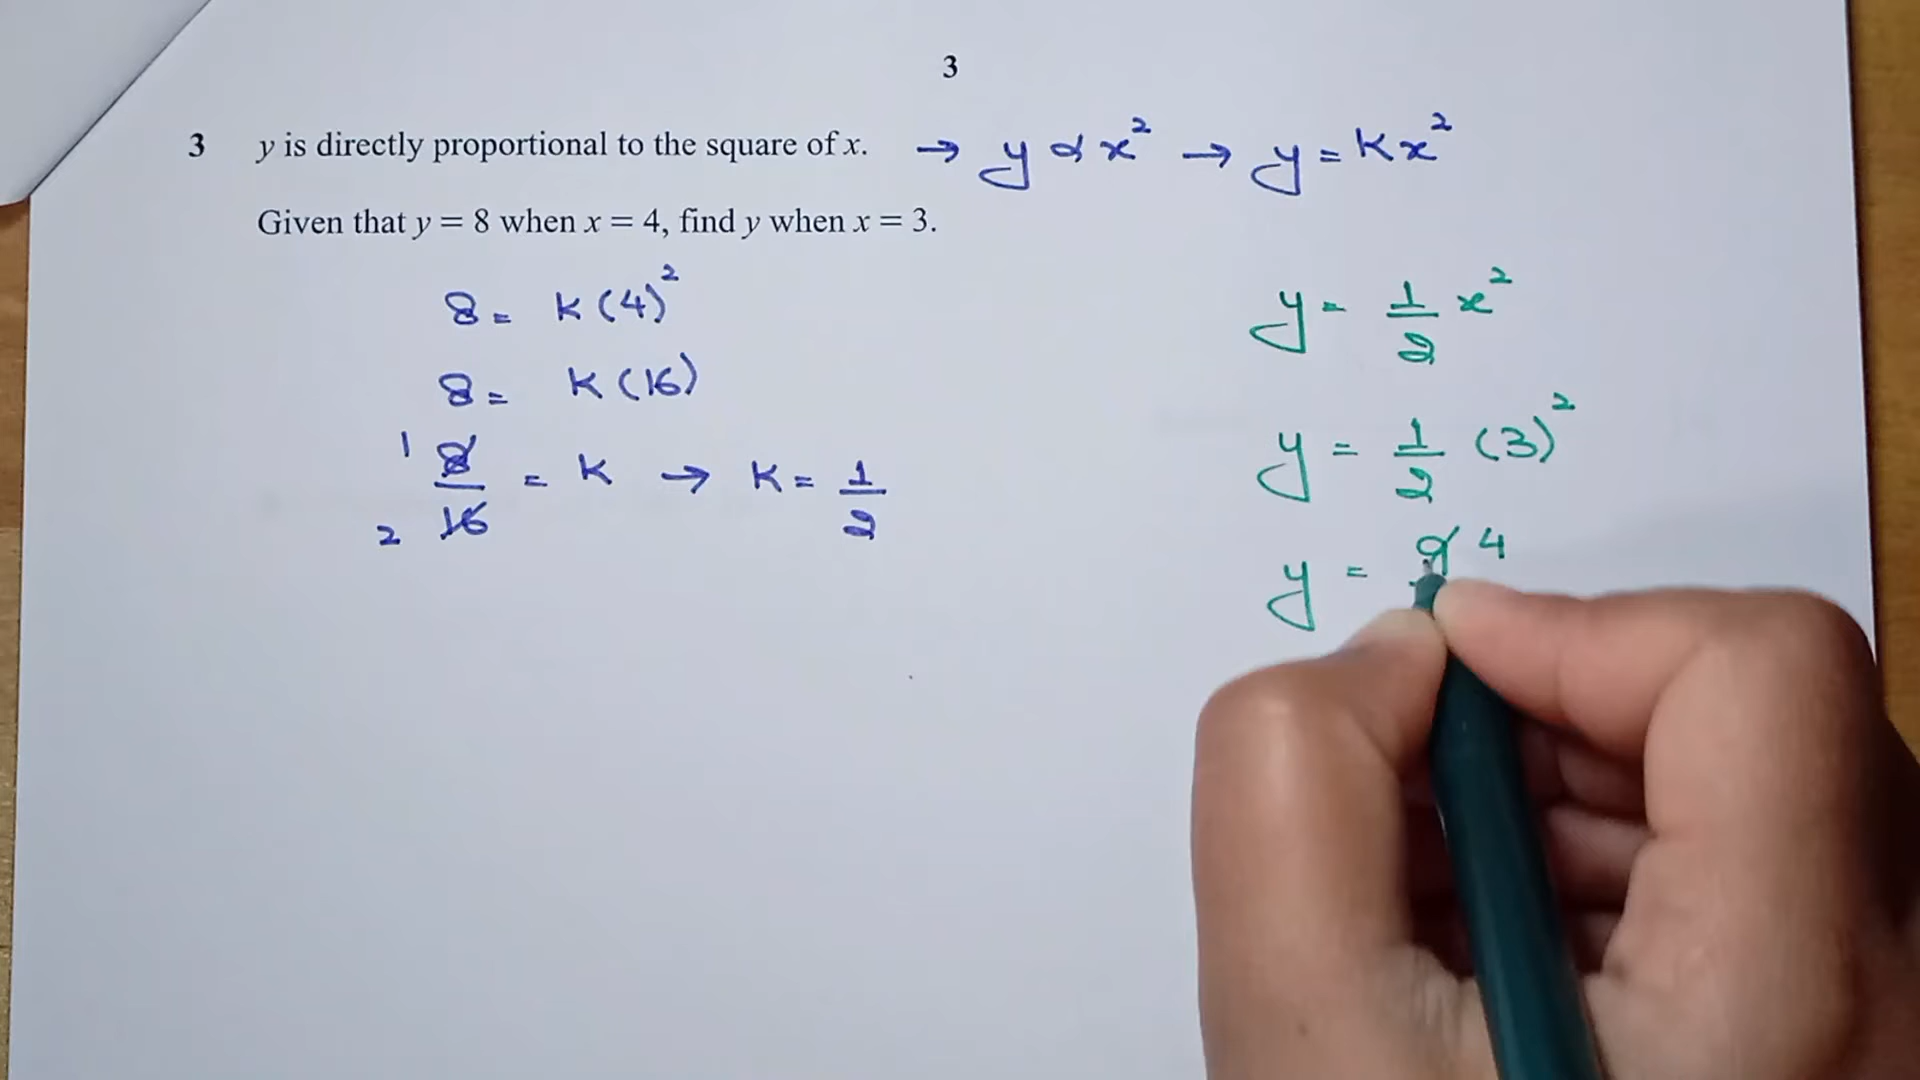 3
3 y is directly proportional to the square of x. → y ∝ x² → y = kx²
Given that y = 8 when x = 4, find y when x = 3.
8 = k(4)²
8 = k(16)
1 8/16 2 = k → k = 1/2
y = 1/2 x²
y = 1/2 (3)²
y = 9 4